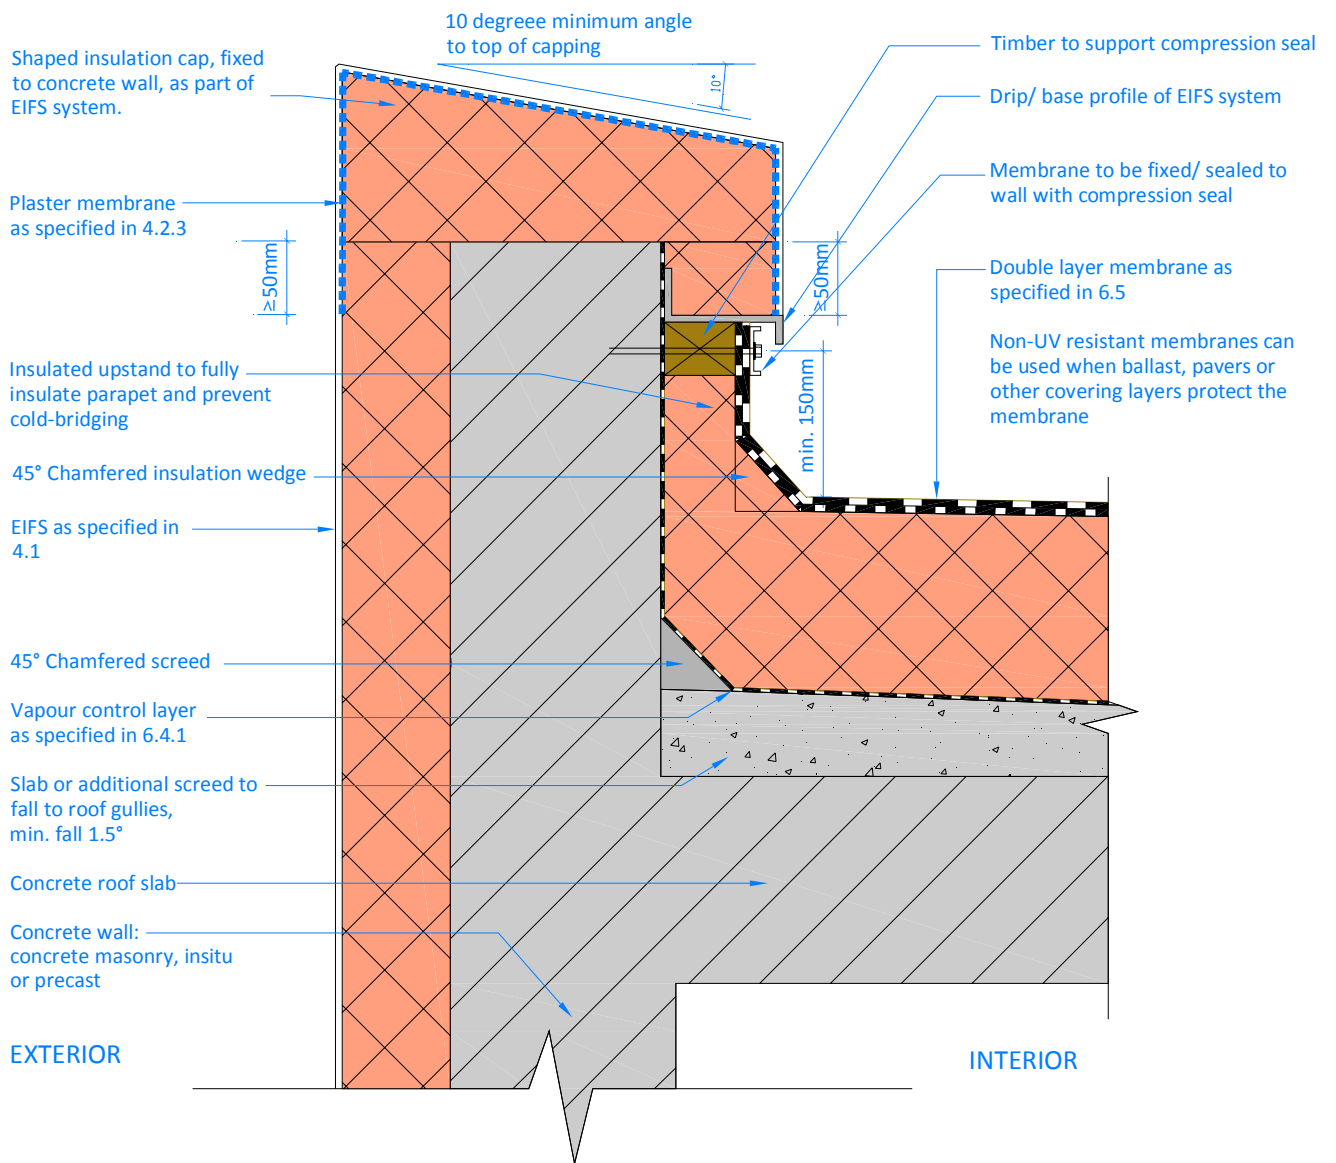 10 degreee minimum angle
to top of capping
10°
Shaped insulation cap, fixed
to concrete wall, as part of
EIFS system.
Plaster membrane
as specified in 4.2.3
≥50mm
Insulated upstand to fully
insulate parapet and prevent
cold-bridging
45° Chamfered insulation wedge
EIFS as specified in
4.1
45° Chamfered screed
Vapour control layer
as specified in 6.4.1
Slab or additional screed to
fall to roof gullies,
min. fall 1.5°
Concrete roof slab
Concrete wall:
concrete masonry, insitu
or precast
EXTERIOR
Timber to support compression seal
Drip/ base profile of EIFS system
Membrane to be fixed/ sealed to
wall with compression seal
≥50mm
min. 150mm
Double layer membrane as
specified in 6.5
Non-UV resistant membranes can
be used when ballast, pavers or
other covering layers protect the
membrane
INTERIOR